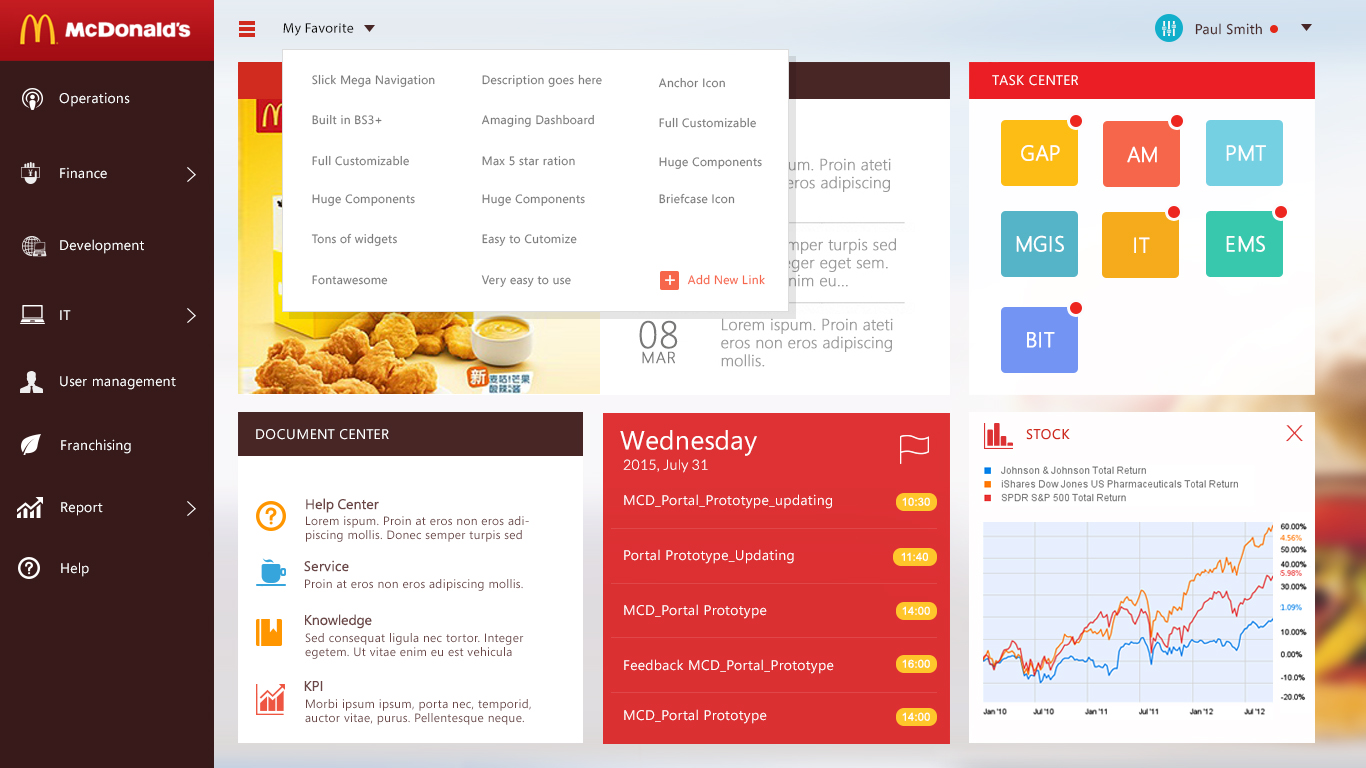 McDonald's
My Favorite
Paul Smith
Operations
Finance
Development
IT
User management
Franchising
Report
Help
Slick Mega Navigation
Description goes here
Anchor Icon
Built in BS3+
Amaging Dashboard
Full Customizable
Full Customizable
Max 5 star ration
Huge Components
Huge Components
Huge Components
Briefcase Icon
Tons of widgets
Easy to Cutomize
Fontawesome
Very easy to use
Add New Link
um. Proin ateti
eros adipiscing
mper turpis sed
eger eget sem.
nim eu...
08
MAR
Lorem ispum. Proin ateti
eros non eros adipiscing
mollis.
新
TASK CENTER
GAP
AM
PMT
MGIS
IT
EMS
BIT
DOCUMENT CENTER
Help Center
Lorem ispum. Proin at eros non eros adi-
piscing mollis. Donec semper turpis sed
Service
Proin at eros non eros adipiscing mollis.
Knowledge
Sed consequat ligula nec tortor. Integer
egetem. Ut vitae enim eu est vehicula
KPI
Morbi ipsum ipsum, porta nec, temporid,
auctor vitae, purus. Pellentesque neque.
Wednesday
2015, July 31
MCD_Portal_Prototype_updating
10:30
Portal Prototype_Updating
11:40
MCD_Portal Prototype
14:00
Feedback MCD_Portal_Prototype
16:00
MCD_Portal Prototype
14:00
STOCK
Johnson & Johnson Total Return
iShares Dow Jones US Pharmaceuticals Total Return
SPDR S&P 500 Total Return
60.00%
4.56%
50.00%
40.00%
5.98%
30.00%
1.09%
10.00%
0.00%
-10.0%
-20.0%
Jan '10
Jul '10
Jan '11
Jul '11
Jan '12
Jul '12